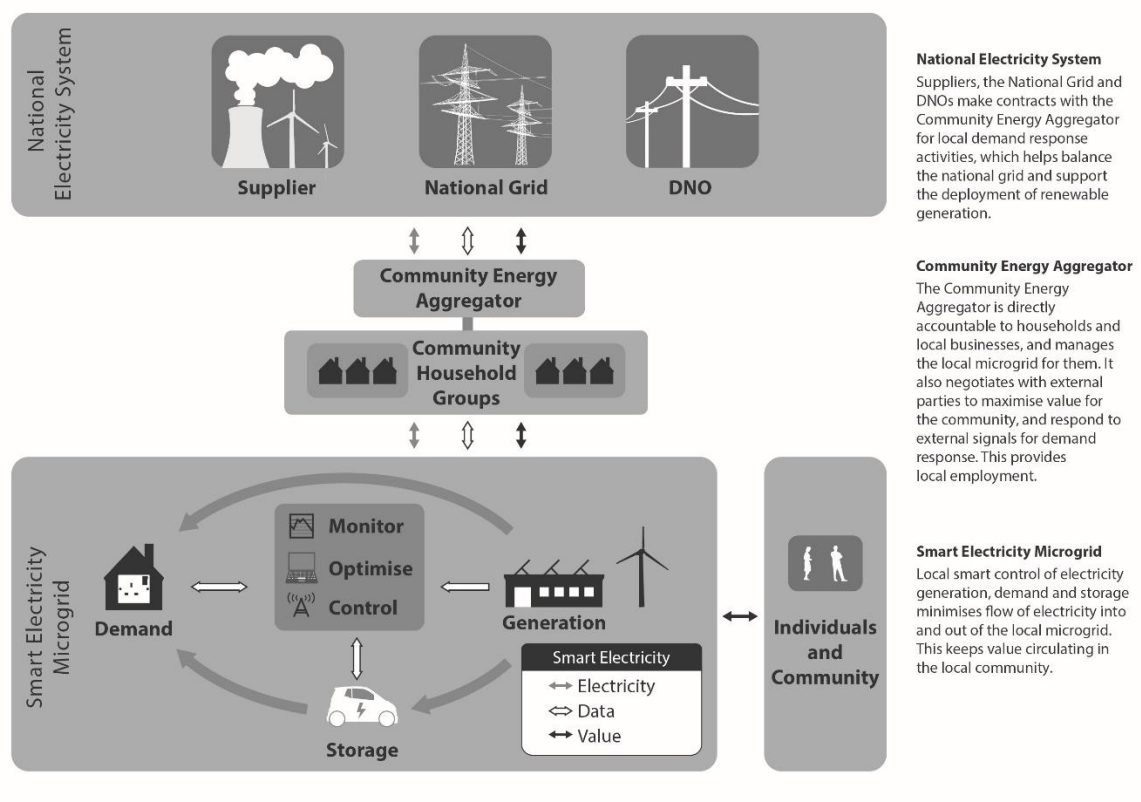 National
Electricity System
Supplier
National Grid
DNO
Community Energy
Aggregator
Community
Household
Groups
Smart Electricity
Microgrid
Demand
Monitor
Optimise
Control
Generation
Storage
Smart Electricity
Electricity
Data
Value
Individuals
and
Community
National Electricity System
Suppliers, the National Grid and
DNOs make contracts with the
Community Energy Aggregator
for local demand response
activities, which helps balance
the national grid and support
the deployment of renewable
generation.
Community Energy Aggregator
The Community Energy
Aggregator is directly
accountable to households and
local businesses, and manages
the local microgrid for them. It
also negotiates with external
parties to maximise value for
the community, and respond to
external signals for demand
response. This provides
local employment.
Smart Electricity Microgrid
Local smart control of electricity
generation, demand and storage
minimises flow of electricity into
and out of the local microgrid.
This keeps value circulating in
the local community.